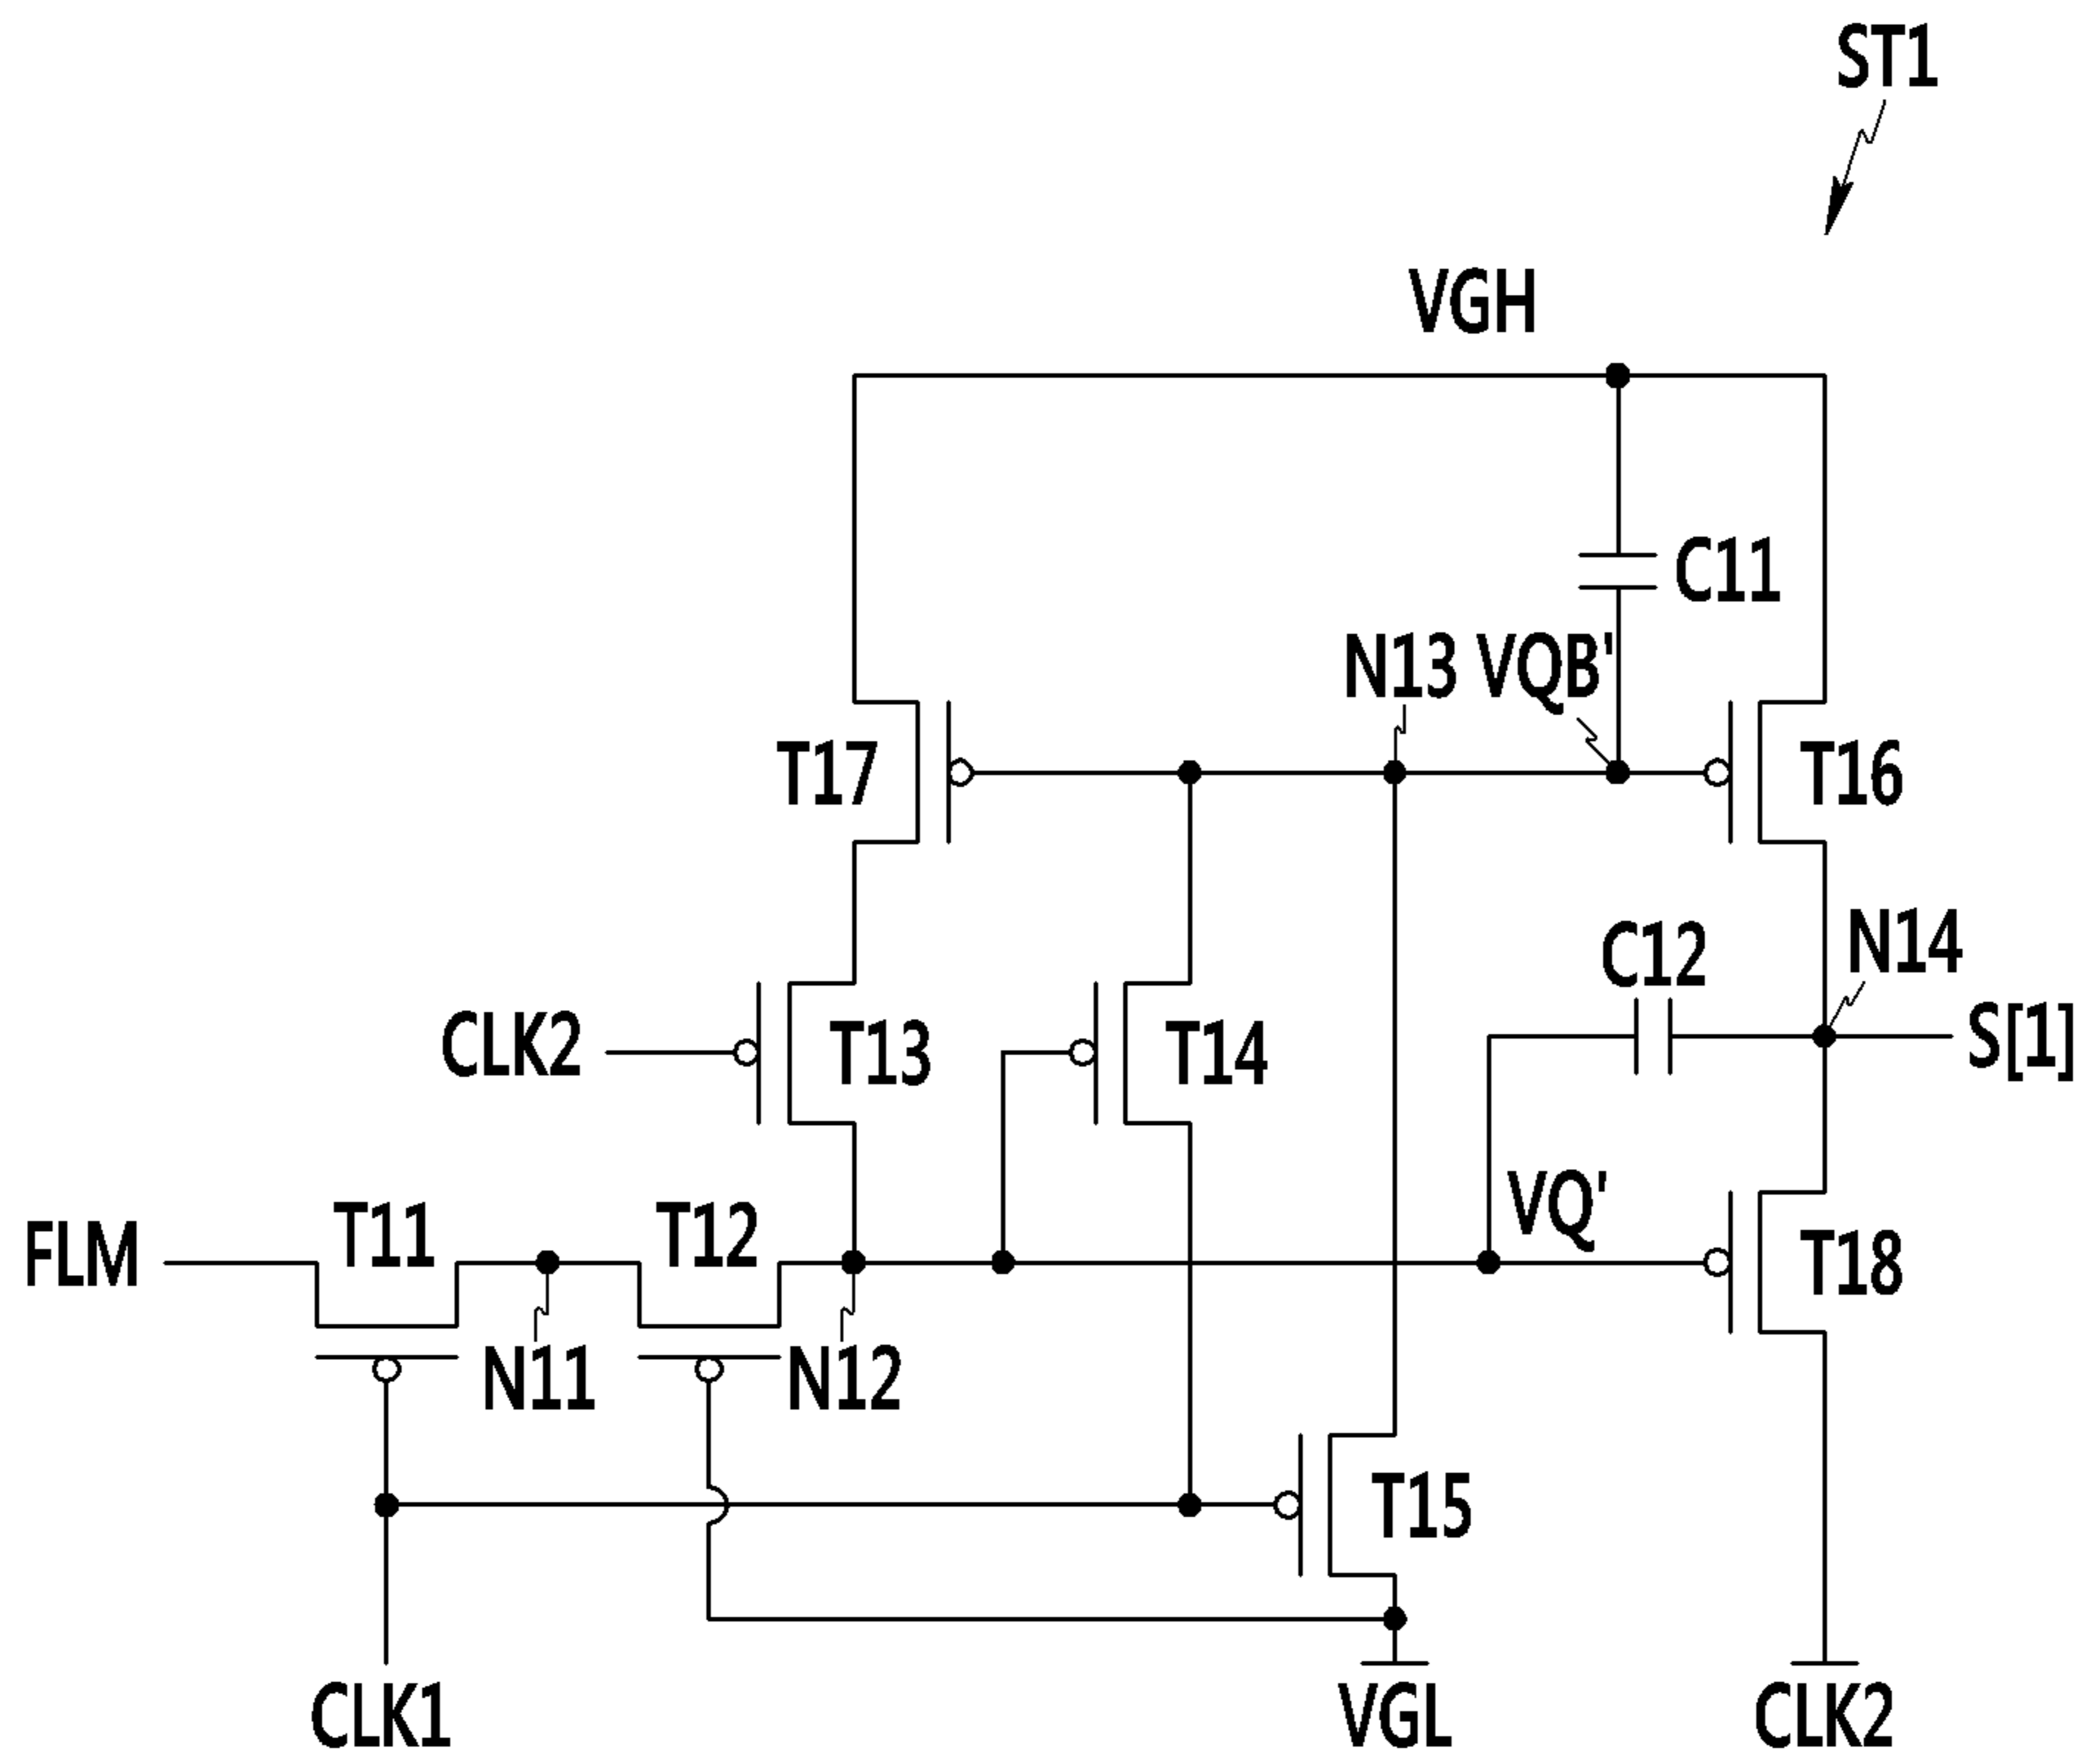 ST1
VGH
C11
N13 VQB'
T17
T16
C12
N14
CLK2
T13
T14
S[1]
FLM
T11
T12
VQ'
T18
N11
N12
T15
CLK1
VGL
CLK2